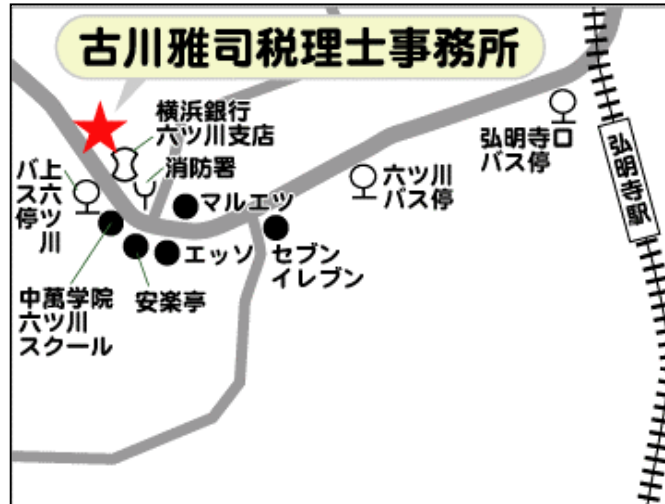 古川雅司税理士事務所
横浜銀行
六ツ川支店
消防署
上六ツ川
バス停
マルエツ
エッソ
セブン
イレブン
六ツ川
バス停
弘明寺口
バス停
弘明寺駅
中萬学院
六ツ川
スクール
安楽亭